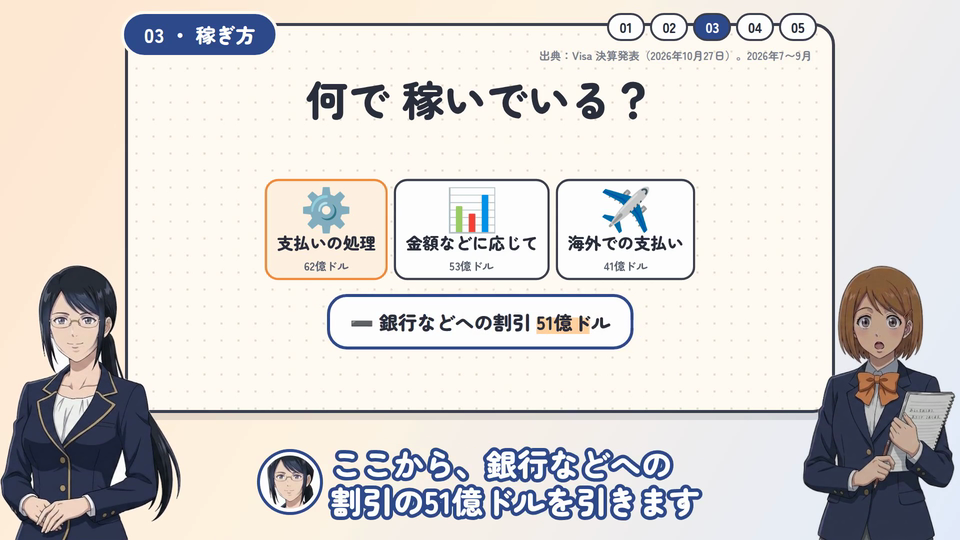 03 ・ 稼ぎ方
01 02 03 04 05
出典：Visa 決算発表（2026年10月27日）。2026年7〜9月
何で 稼いでいる？
支払いの処理
62億ドル
金額などに応じて
53億ドル
海外での支払い
41億ドル
➖ 銀行などへの割引 51億ドル
ここから、銀行などへの
割引の51億ドルを引きます